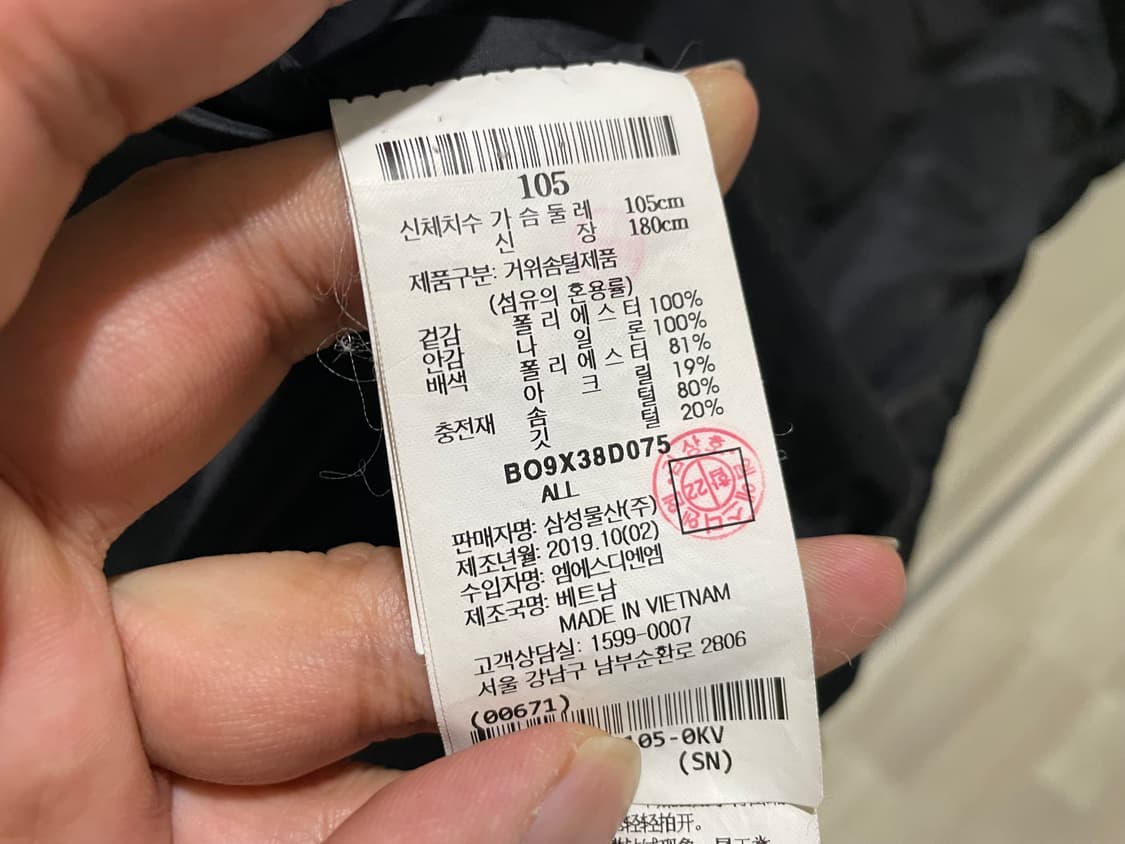 105
신체치수 가슴둘레 105cm
신장 180cm
제품구분: 거위솜털제품
(섬유의 혼용률)
겉감 폴리에스터 100%
안감 나일론 100%
배색 폴리에스터 81%
아크릴 19%
충전재 솜털 80%
깃털 20%
BO9X38D075
ALL
판매자명: 삼성물산(주)
제조년월: 2019.10(02)
수입자명: 엠에스디엔엠
제조국명: 베트남
MADE IN VIETNAM
고객상담실: 1599-0007
서울 강남구 남부순환로 2806
(00671)
105-0KV
(SN)
轻轻拍开。